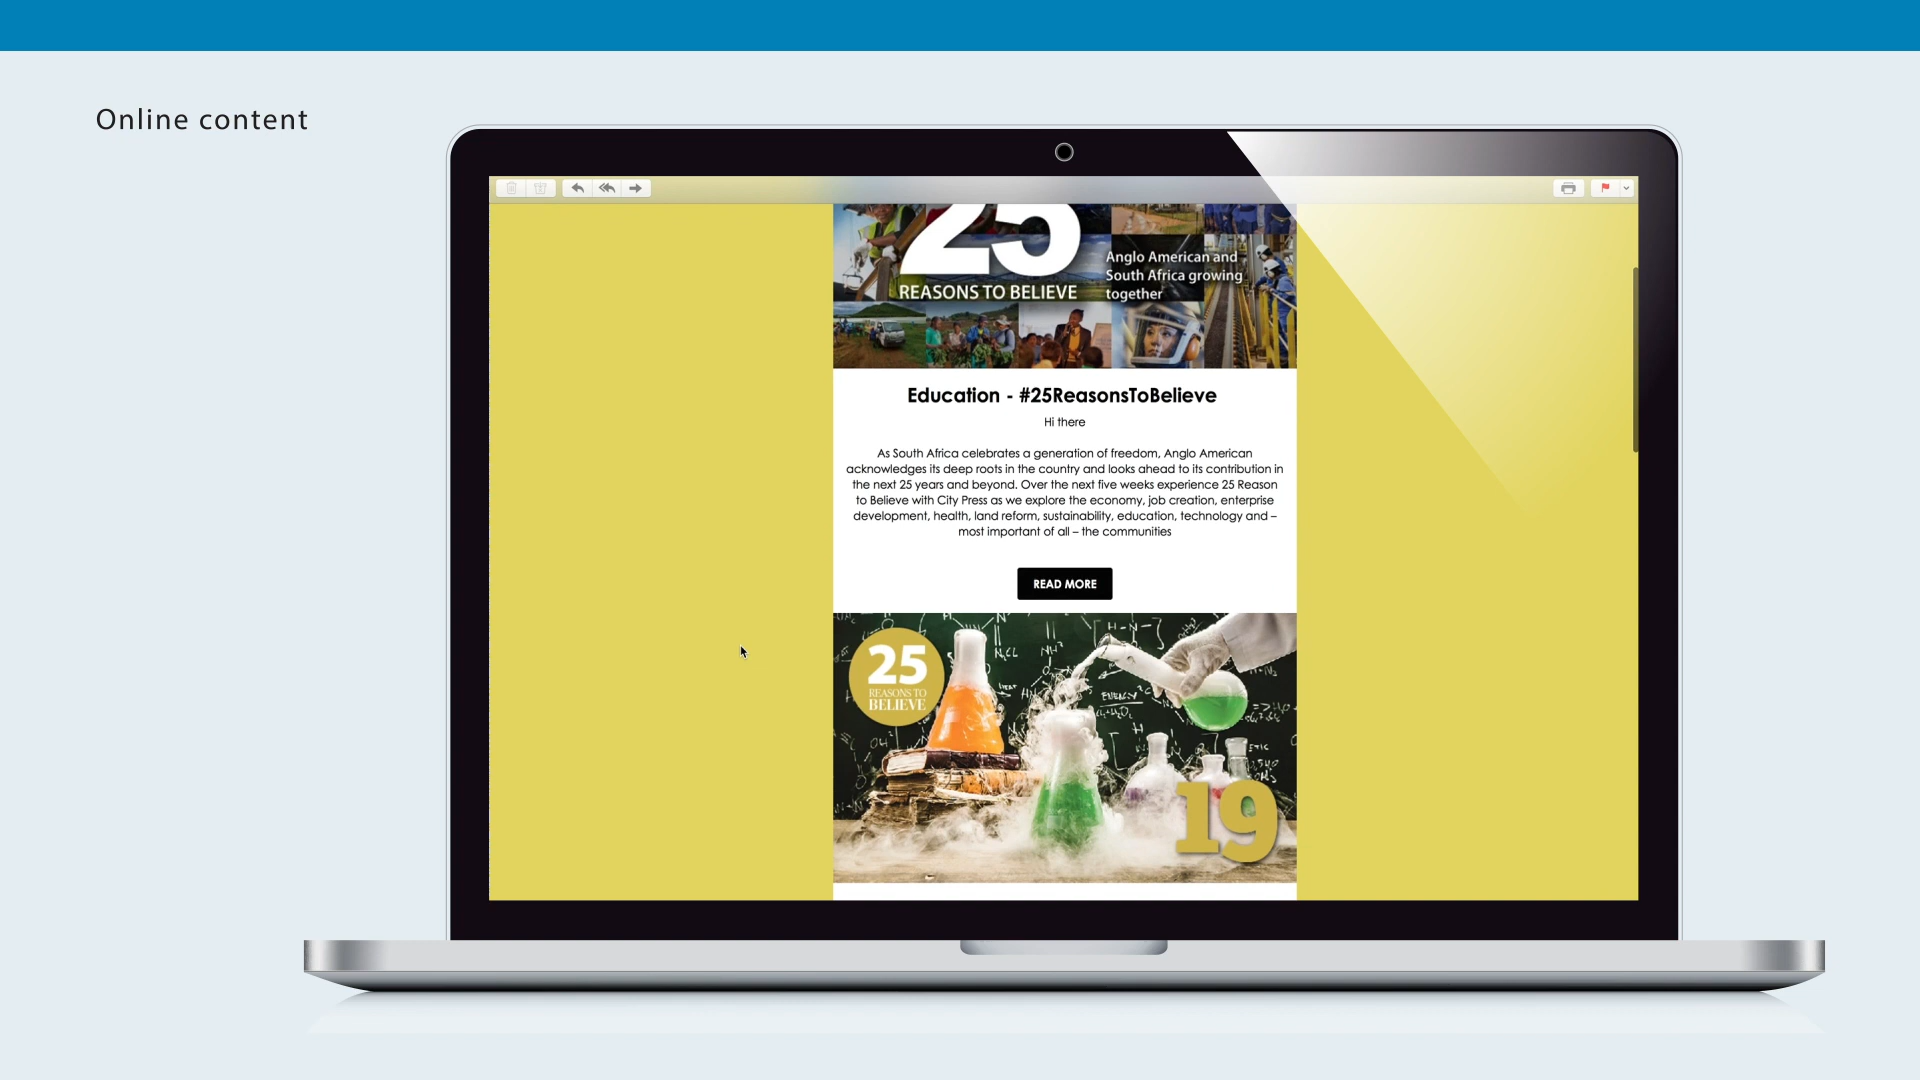 Online content
25
REASONS TO BELIEVE
Anglo American and
South Africa growing
together
Education - #25ReasonsToBelieve
Hi there
As South Africa celebrates a generation of freedom, Anglo American
acknowledges its deep roots in the country and looks ahead to its contribution in
the next 25 years and beyond. Over the next five weeks experience 25 Reason
to Believe with City Press as we explore the economy, job creation, enterprise
development, health, land reform, sustainability, education, technology and –
most important of all – the communities
READ MORE
25
REASONS TO
BELIEVE
19